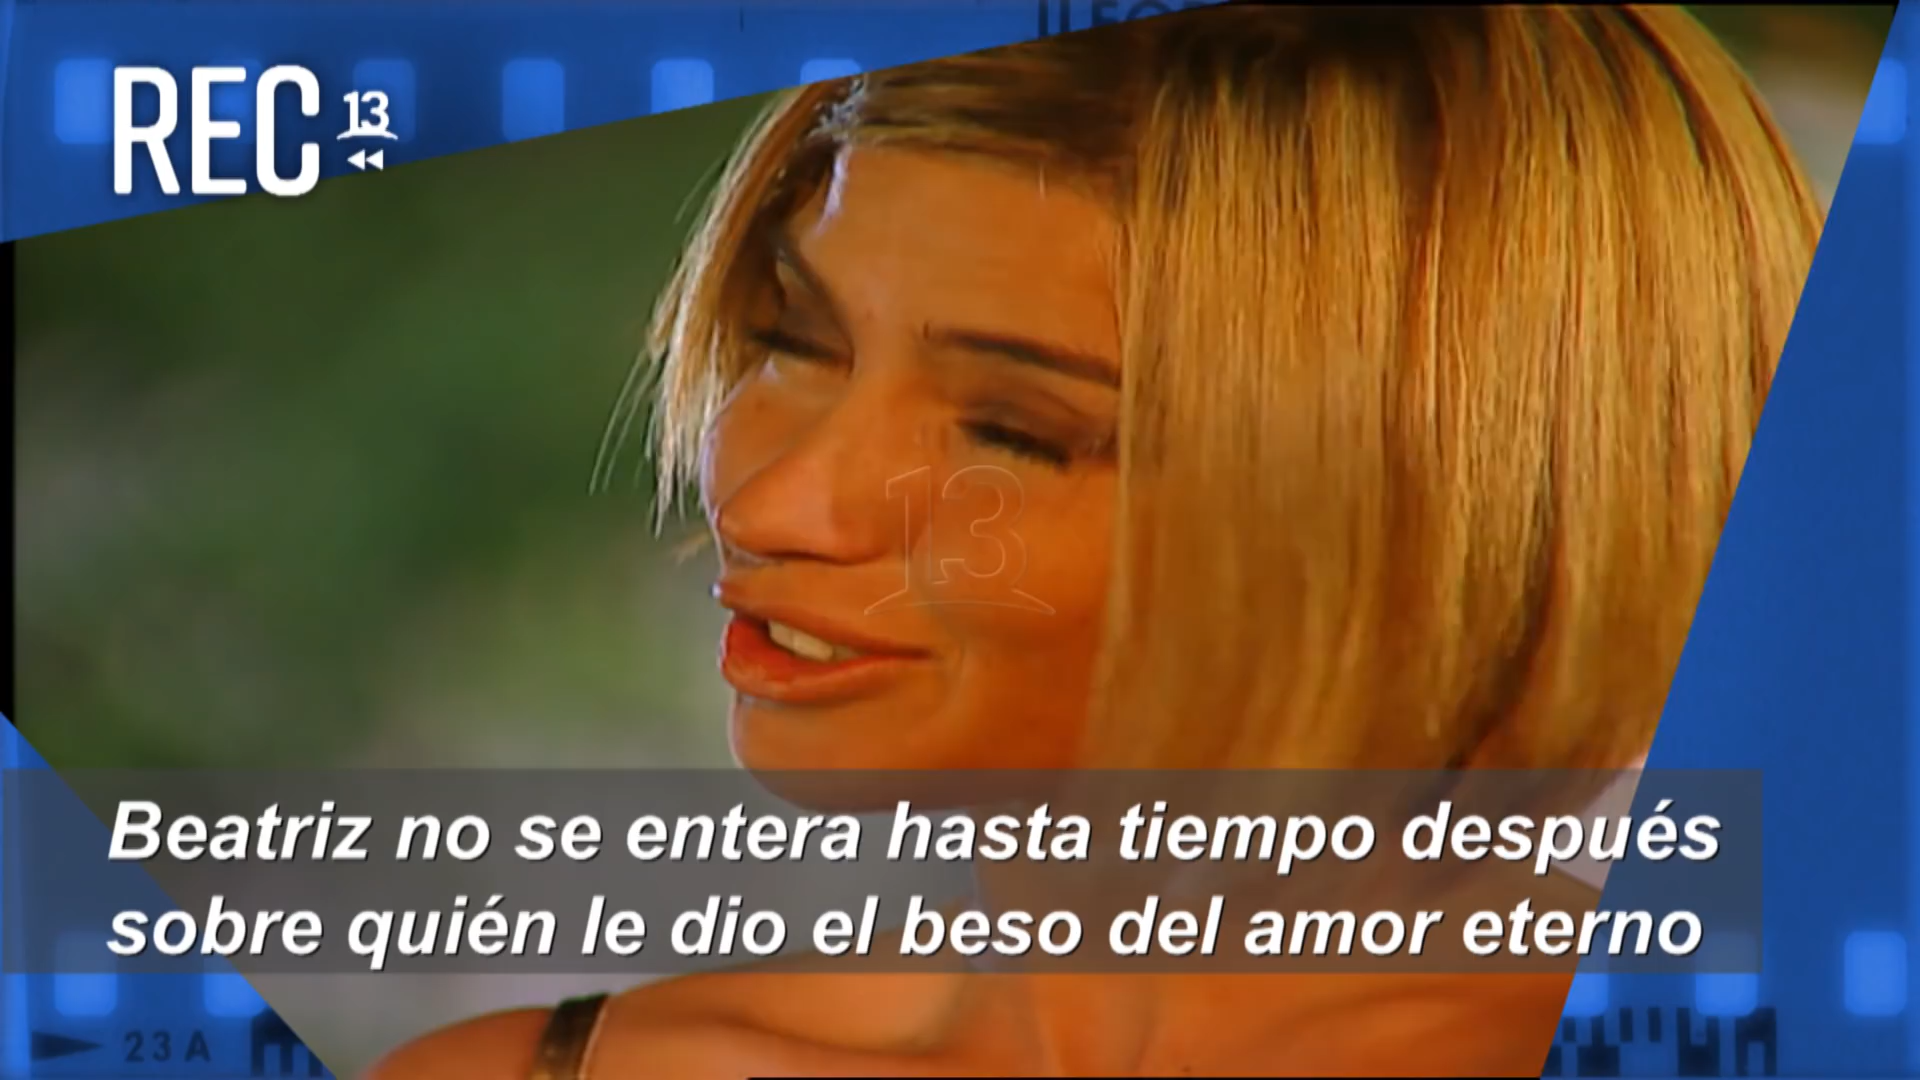 REC 13
13
Beatriz no se entera hasta tiempo después
sobre quién le dio el beso del amor eterno
23 A